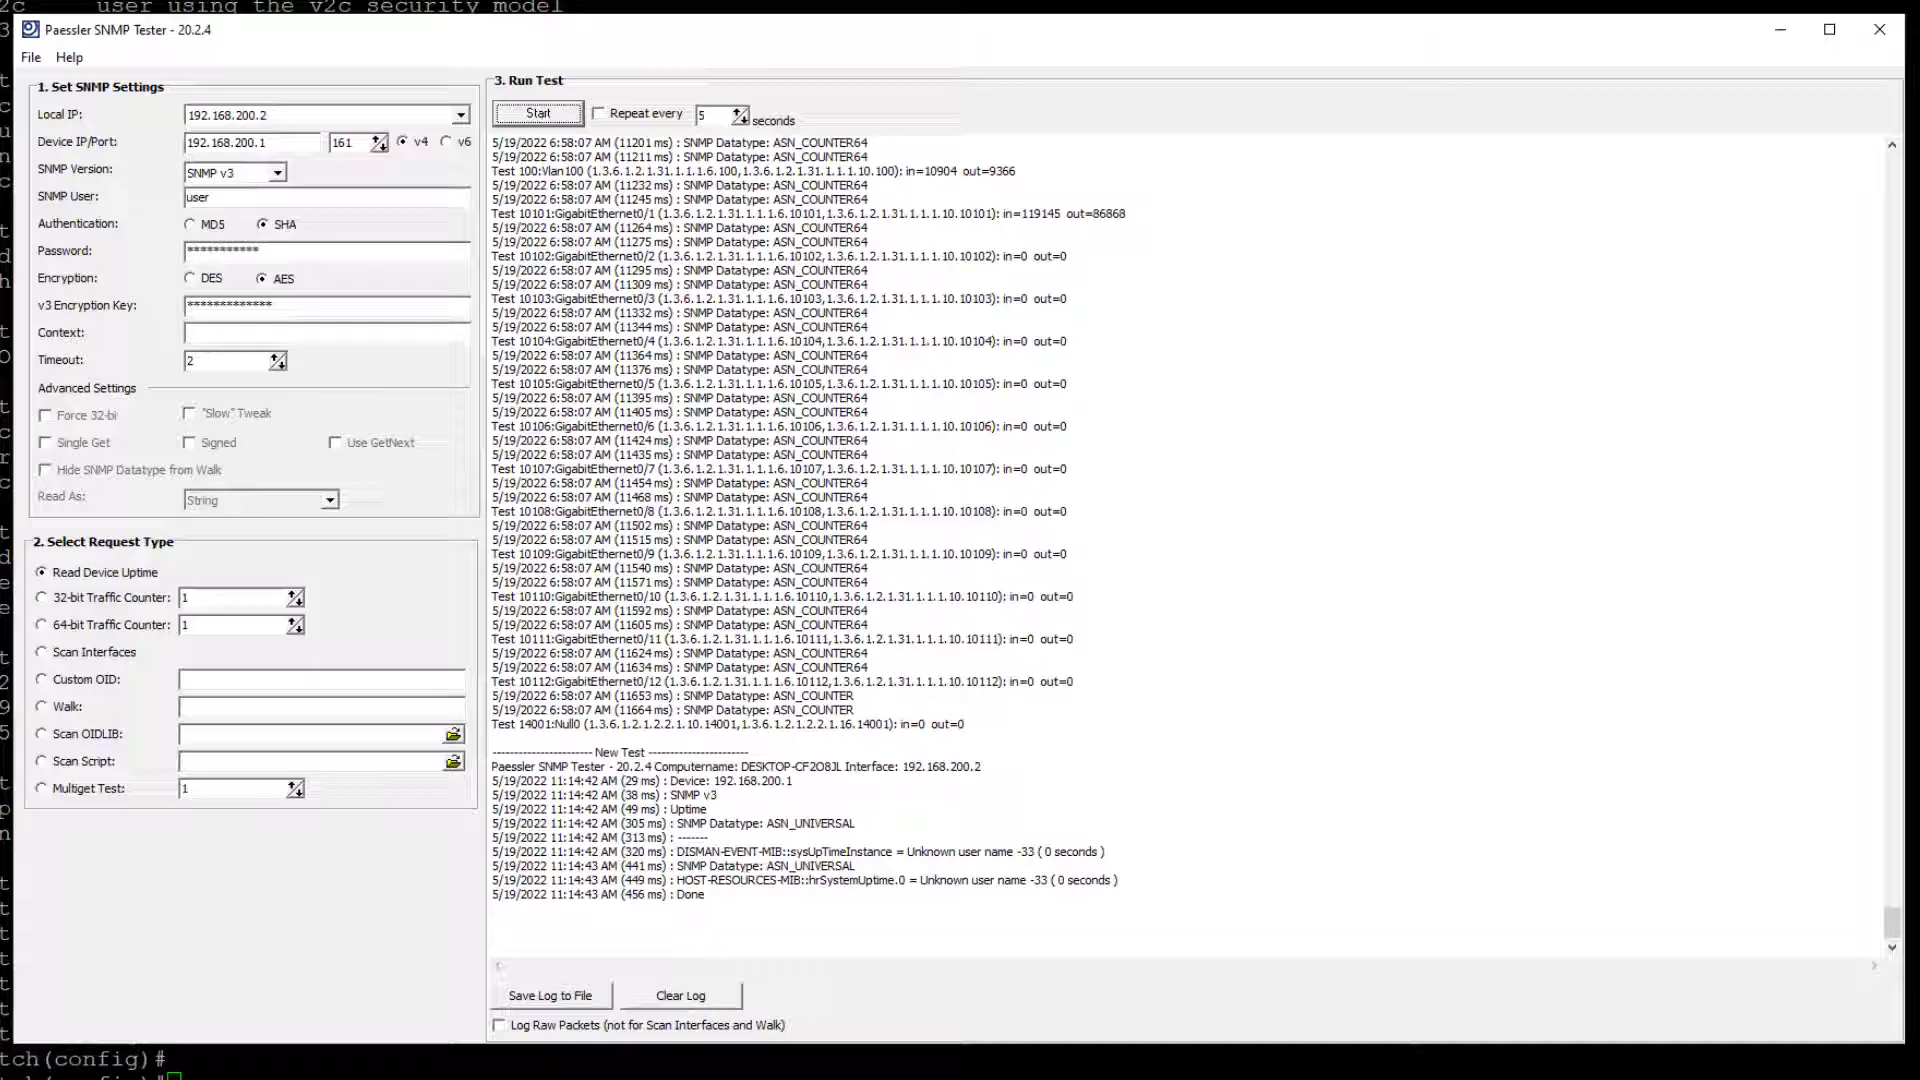 2c    user using the v2c security model
Paessler SNMP Tester - 20.2.4
File Help
1. Set SNMP Settings
Local IP: 192.168.200.2
Device IP/Port: 192.168.200.1 161 v4 v6
SNMP Version: SNMP v3
SNMP User: user
Authentication: MD5 SHA
Password: ***********
Encryption: DES AES
v3 Encryption Key: *************
Context:
Timeout: 2
Advanced Settings
Force 32-bi "Slow" Tweak
Single Get Signed Use GetNext
Hide SNMP Datatype from Walk
Read As: String
2. Select Request Type
Read Device Uptime
32-bit Traffic Counter: 1
64-bit Traffic Counter: 1
Scan Interfaces
Custom OID:
Walk:
Scan OIDLIB:
Scan Script:
Multiget Test: 1
3. Run Test
Start Repeat every 5 seconds
5/19/2022 6:58:07 AM (11201 ms) : SNMP Datatype: ASN_COUNTER64
5/19/2022 6:58:07 AM (11211 ms) : SNMP Datatype: ASN_COUNTER64
Test 100:Vlan100 (1.3.6.1.2.1.31.1.1.1.6.100,1.3.6.1.2.1.31.1.1.1.10.100): in=10904 out=9366
5/19/2022 6:58:07 AM (11232 ms) : SNMP Datatype: ASN_COUNTER64
5/19/2022 6:58:07 AM (11245 ms) : SNMP Datatype: ASN_COUNTER64
Test 10101:GigabitEthernet0/1 (1.3.6.1.2.1.31.1.1.1.6.10101,1.3.6.1.2.1.31.1.1.1.10.10101): in=119145 out=86868
5/19/2022 6:58:07 AM (11264 ms) : SNMP Datatype: ASN_COUNTER64
5/19/2022 6:58:07 AM (11275 ms) : SNMP Datatype: ASN_COUNTER64
Test 10102:GigabitEthernet0/2 (1.3.6.1.2.1.31.1.1.1.6.10102,1.3.6.1.2.1.31.1.1.1.10.10102): in=0 out=0
5/19/2022 6:58:07 AM (11295 ms) : SNMP Datatype: ASN_COUNTER64
5/19/2022 6:58:07 AM (11309 ms) : SNMP Datatype: ASN_COUNTER64
Test 10103:GigabitEthernet0/3 (1.3.6.1.2.1.31.1.1.1.6.10103,1.3.6.1.2.1.31.1.1.1.10.10103): in=0 out=0
5/19/2022 6:58:07 AM (11332 ms) : SNMP Datatype: ASN_COUNTER64
5/19/2022 6:58:07 AM (11344 ms) : SNMP Datatype: ASN_COUNTER64
Test 10104:GigabitEthernet0/4 (1.3.6.1.2.1.31.1.1.1.6.10104,1.3.6.1.2.1.31.1.1.1.10.10104): in=0 out=0
5/19/2022 6:58:07 AM (11364 ms) : SNMP Datatype: ASN_COUNTER64
5/19/2022 6:58:07 AM (11376 ms) : SNMP Datatype: ASN_COUNTER64
Test 10105:GigabitEthernet0/5 (1.3.6.1.2.1.31.1.1.1.6.10105,1.3.6.1.2.1.31.1.1.1.10.10105): in=0 out=0
5/19/2022 6:58:07 AM (11395 ms) : SNMP Datatype: ASN_COUNTER64
5/19/2022 6:58:07 AM (11405 ms) : SNMP Datatype: ASN_COUNTER64
Test 10106:GigabitEthernet0/6 (1.3.6.1.2.1.31.1.1.1.6.10106,1.3.6.1.2.1.31.1.1.1.10.10106): in=0 out=0
5/19/2022 6:58:07 AM (11424 ms) : SNMP Datatype: ASN_COUNTER64
5/19/2022 6:58:07 AM (11435 ms) : SNMP Datatype: ASN_COUNTER64
Test 10107:GigabitEthernet0/7 (1.3.6.1.2.1.31.1.1.1.6.10107,1.3.6.1.2.1.31.1.1.1.10.10107): in=0 out=0
5/19/2022 6:58:07 AM (11454 ms) : SNMP Datatype: ASN_COUNTER64
5/19/2022 6:58:07 AM (11468 ms) : SNMP Datatype: ASN_COUNTER64
Test 10108:GigabitEthernet0/8 (1.3.6.1.2.1.31.1.1.1.6.10108,1.3.6.1.2.1.31.1.1.1.10.10108): in=0 out=0
5/19/2022 6:58:07 AM (11502 ms) : SNMP Datatype: ASN_COUNTER64
5/19/2022 6:58:07 AM (11515 ms) : SNMP Datatype: ASN_COUNTER64
Test 10109:GigabitEthernet0/9 (1.3.6.1.2.1.31.1.1.1.6.10109,1.3.6.1.2.1.31.1.1.1.10.10109): in=0 out=0
5/19/2022 6:58:07 AM (11540 ms) : SNMP Datatype: ASN_COUNTER64
5/19/2022 6:58:07 AM (11571 ms) : SNMP Datatype: ASN_COUNTER64
Test 10110:GigabitEthernet0/10 (1.3.6.1.2.1.31.1.1.1.6.10110,1.3.6.1.2.1.31.1.1.1.10.10110): in=0 out=0
5/19/2022 6:58:07 AM (11592 ms) : SNMP Datatype: ASN_COUNTER64
5/19/2022 6:58:07 AM (11605 ms) : SNMP Datatype: ASN_COUNTER64
Test 10111:GigabitEthernet0/11 (1.3.6.1.2.1.31.1.1.1.6.10111,1.3.6.1.2.1.31.1.1.1.10.10111): in=0 out=0
5/19/2022 6:58:07 AM (11624 ms) : SNMP Datatype: ASN_COUNTER64
5/19/2022 6:58:07 AM (11634 ms) : SNMP Datatype: ASN_COUNTER64
Test 10112:GigabitEthernet0/12 (1.3.6.1.2.1.31.1.1.1.6.10112,1.3.6.1.2.1.31.1.1.1.10.10112): in=0 out=0
5/19/2022 6:58:07 AM (11653 ms) : SNMP Datatype: ASN_COUNTER
5/19/2022 6:58:07 AM (11664 ms) : SNMP Datatype: ASN_COUNTER
Test 14001:Null0 (1.3.6.1.2.1.2.2.1.10.14001,1.3.6.1.2.1.2.2.1.16.14001): in=0 out=0
----------------------- New Test -----------------------
Paessler SNMP Tester - 20.2.4 Computername: DESKTOP-CF2O8JL Interface: 192.168.200.2
5/19/2022 11:14:42 AM (29 ms) : Device: 192.168.200.1
5/19/2022 11:14:42 AM (38 ms) : SNMP v3
5/19/2022 11:14:42 AM (49 ms) : Uptime
5/19/2022 11:14:42 AM (305 ms) : SNMP Datatype: ASN_UNIVERSAL
5/19/2022 11:14:42 AM (313 ms) : -------
5/19/2022 11:14:42 AM (320 ms) : DISMAN-EVENT-MIB::sysUpTimeInstance = Unknown user name -33 ( 0 seconds )
5/19/2022 11:14:43 AM (441 ms) : SNMP Datatype: ASN_UNIVERSAL
5/19/2022 11:14:43 AM (449 ms) : HOST-RESOURCES-MIB::hrSystemUptime.0 = Unknown user name -33 ( 0 seconds )
5/19/2022 11:14:43 AM (456 ms) : Done
Save Log to File Clear Log
Log Raw Packets (not for Scan Interfaces and Walk)
tch(config)#